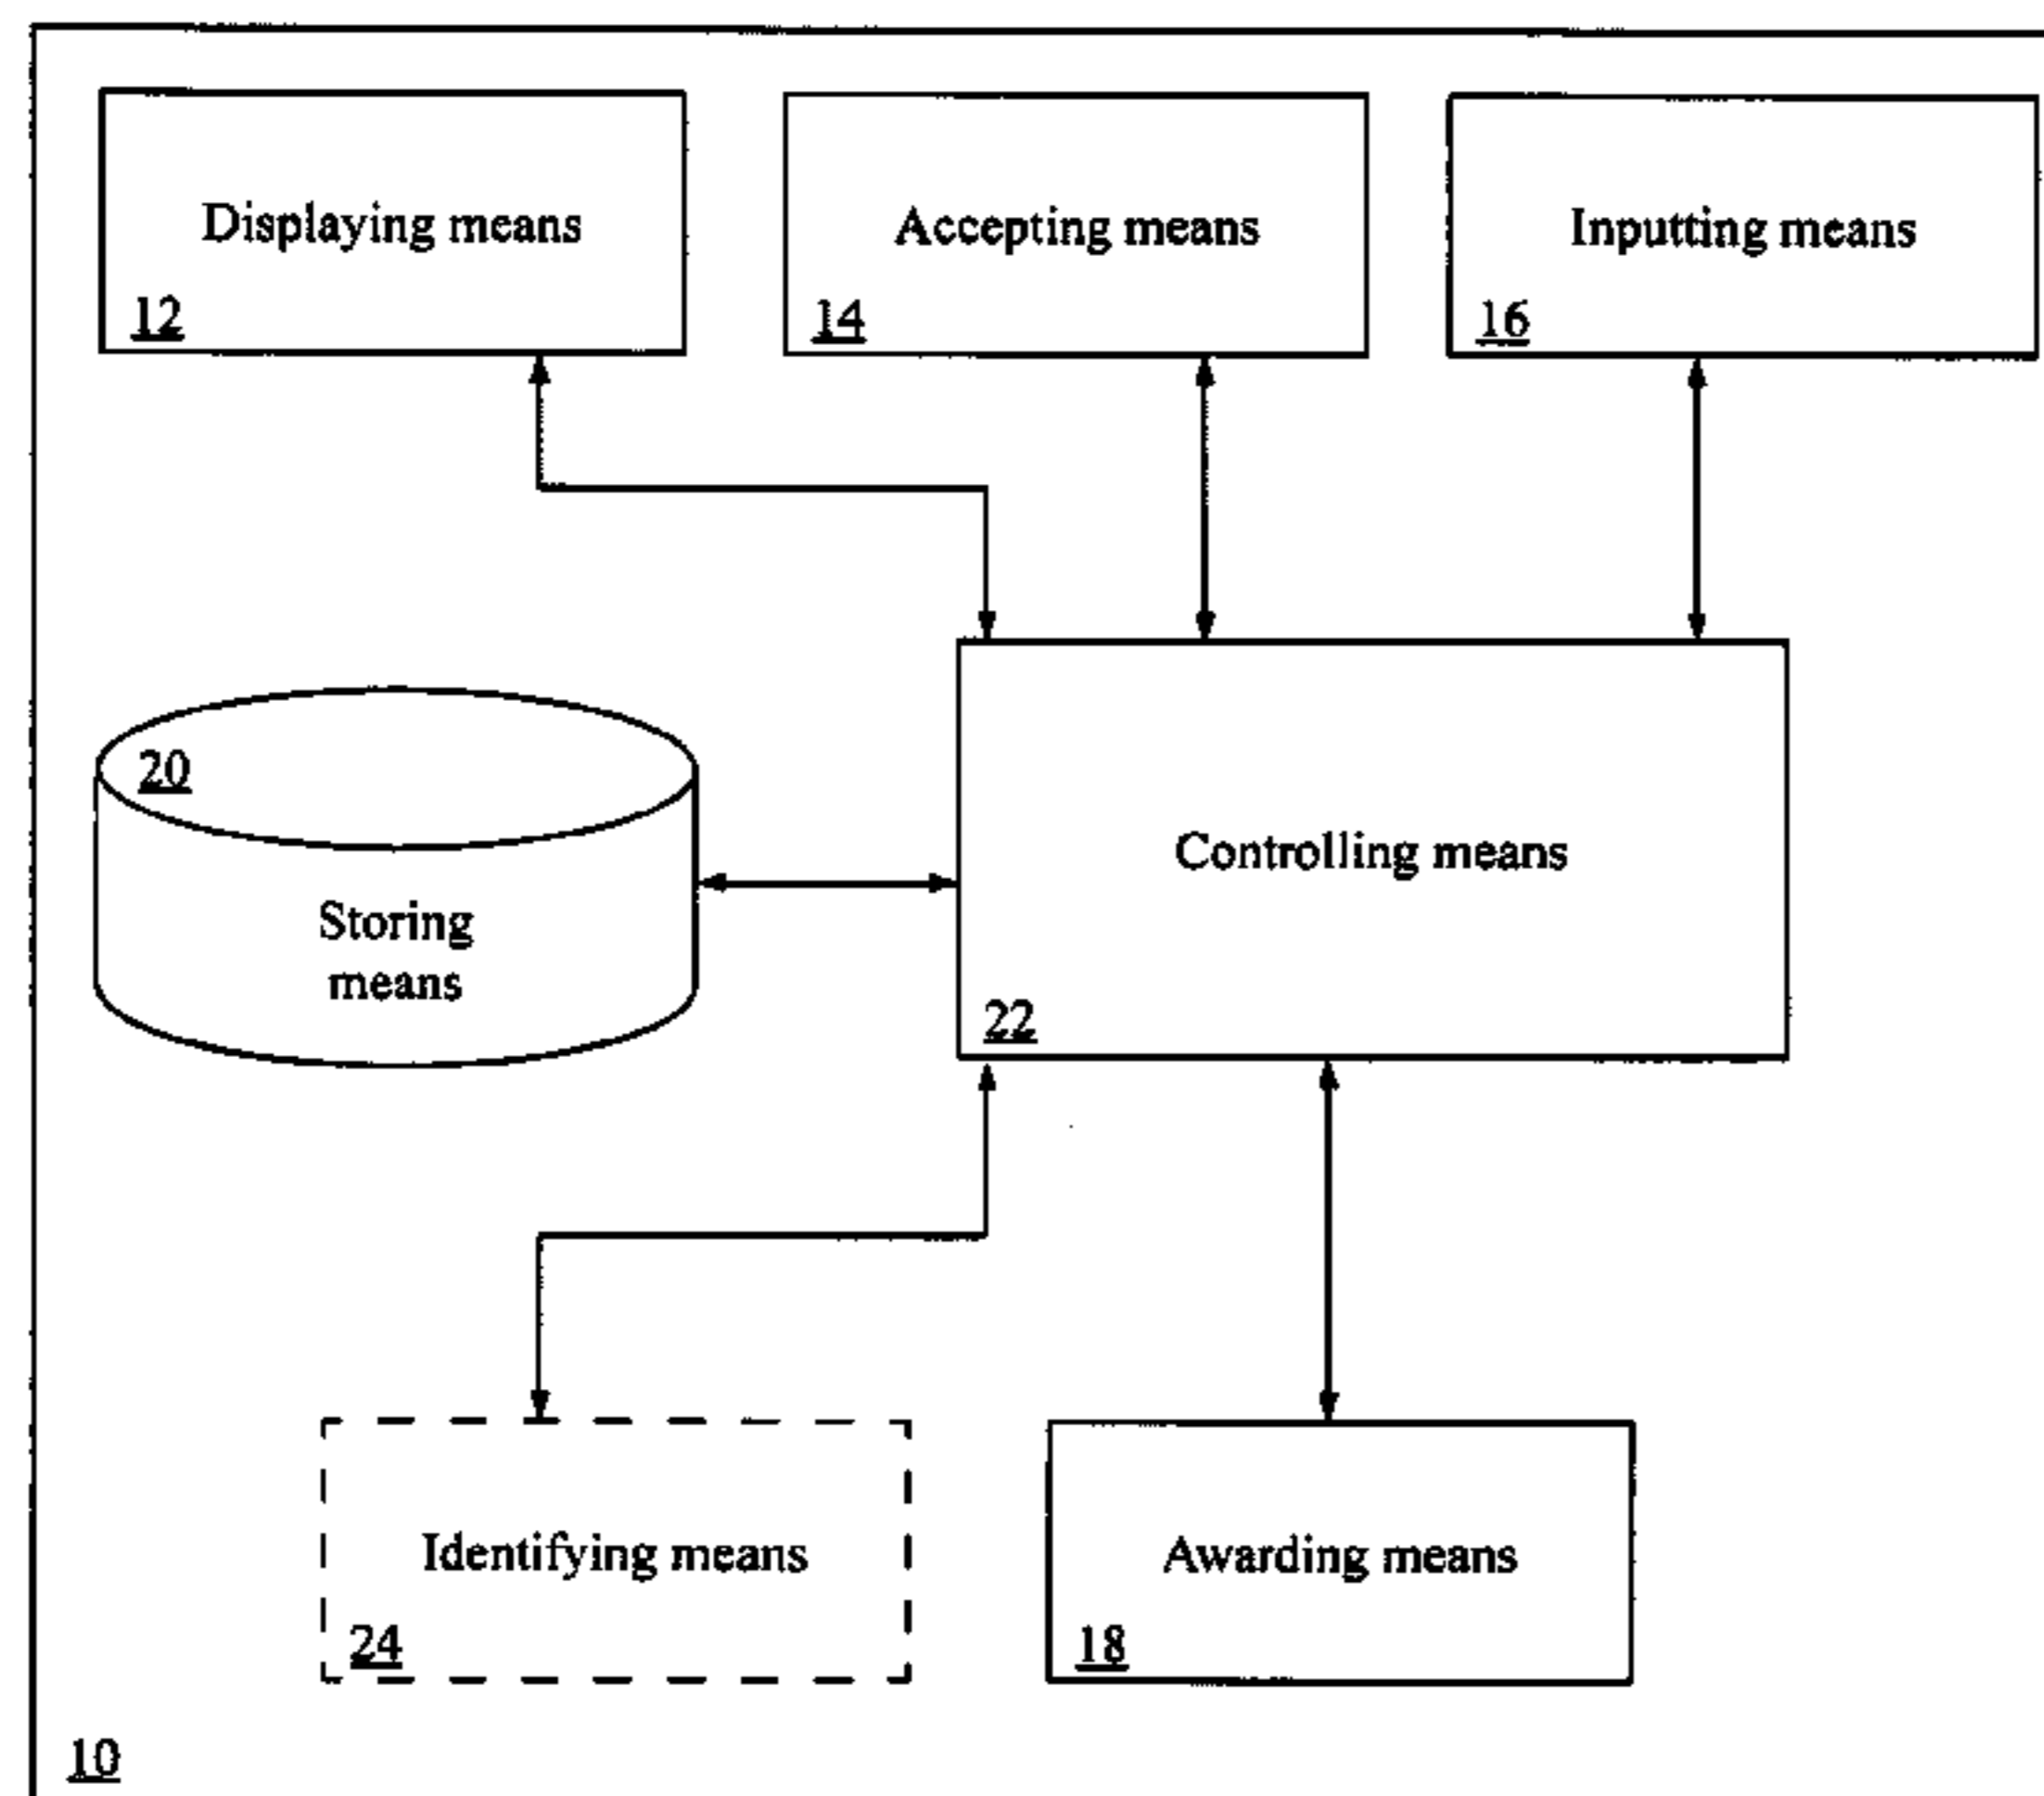 Displaying means
12
Accepting means
14
Inputting means
16
20
Storing
means
Controlling means
22
Identifying means
24
Awarding means
18
10